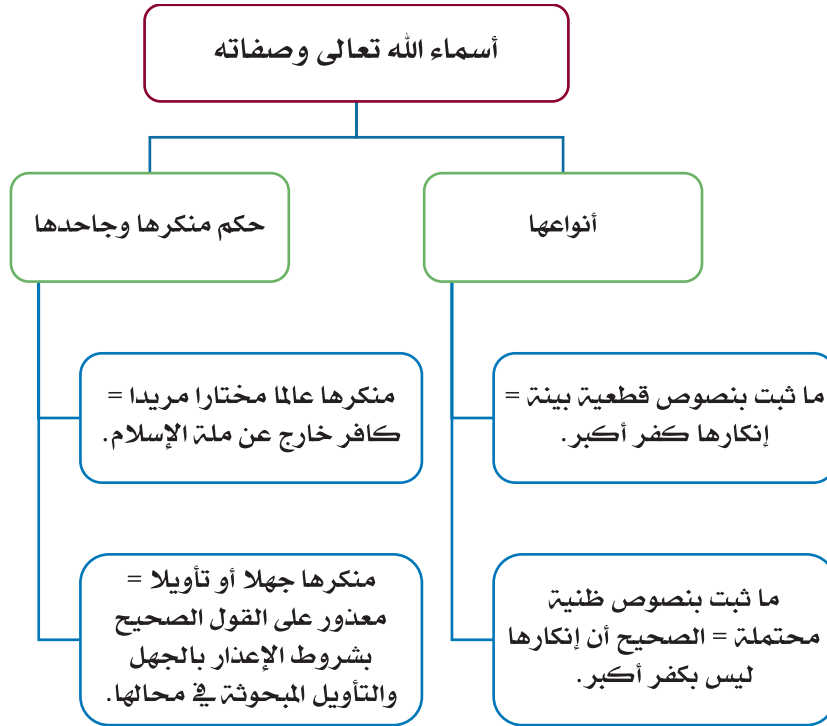 أسماء الله تعالى وصفاته
أنواعها
ما ثبت بنصوص قطعية بينة =
إنكارها كفر أكبر.
ما ثبت بنصوص ظنية
محتملة = الصحيح أن إنكارها
ليس بكفر أكبر.
حكم منكرها وجاحدها
منكرها عالما مختارا مريدا =
كافر خارج عن ملة الإسلام.
منكرها جهلا أو تأويلا =
معذور على القول الصحيح
بشروط الإعذار بالجهل
والتأويل المبحوثة في محالها.